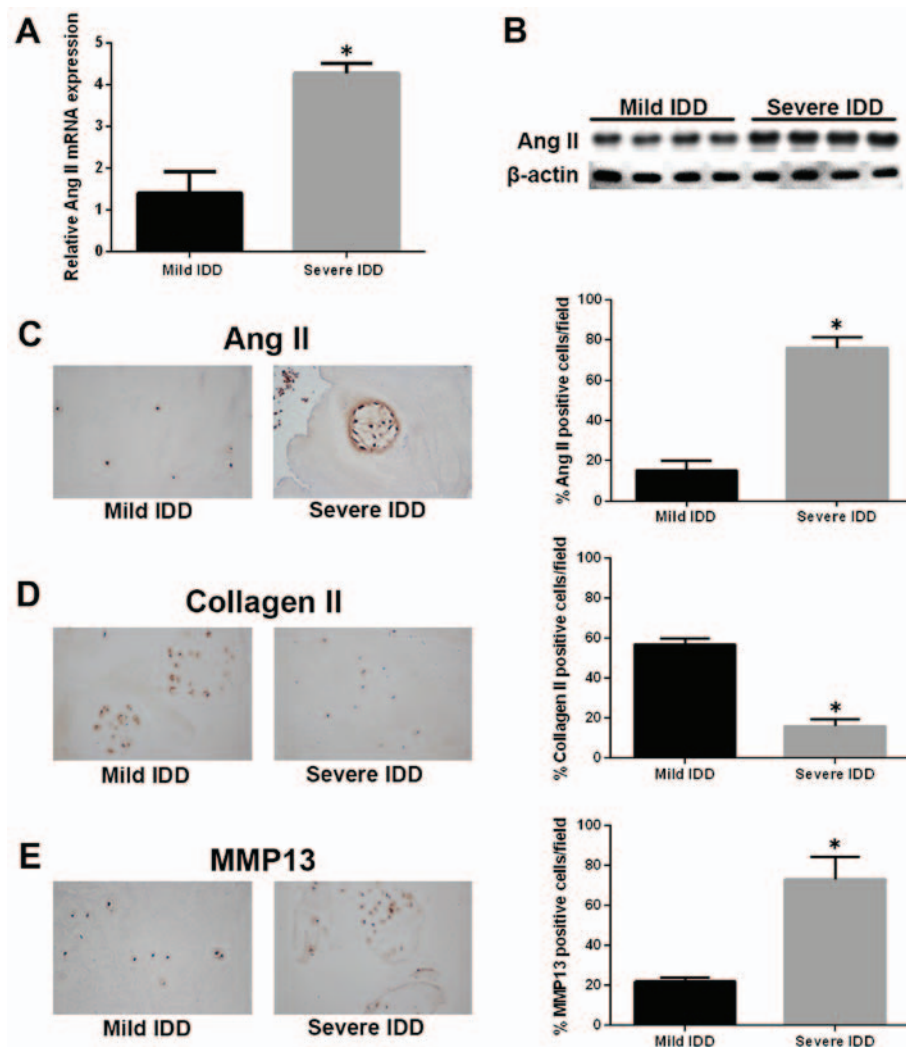 A
Relative Ang II mRNA expression
5
4
3
2
1
0
*
Mild IDD
Severe IDD
B
Mild IDD Severe IDD
Ang II
β-actin
C
Ang II
Mild IDD
Severe IDD
% Ang II positive cells/field
100
80
60
40
20
0
*
Mild IDD
Severe IDD
D
Collagen II
Mild IDD
Severe IDD
% Collagen II positive cells/field
100
80
60
40
20
0
*
Mild IDD
Severe IDD
E
MMP13
Mild IDD
Severe IDD
% MMP13 positive cells/field
100
80
60
40
20
0
*
Mild IDD
Severe IDD